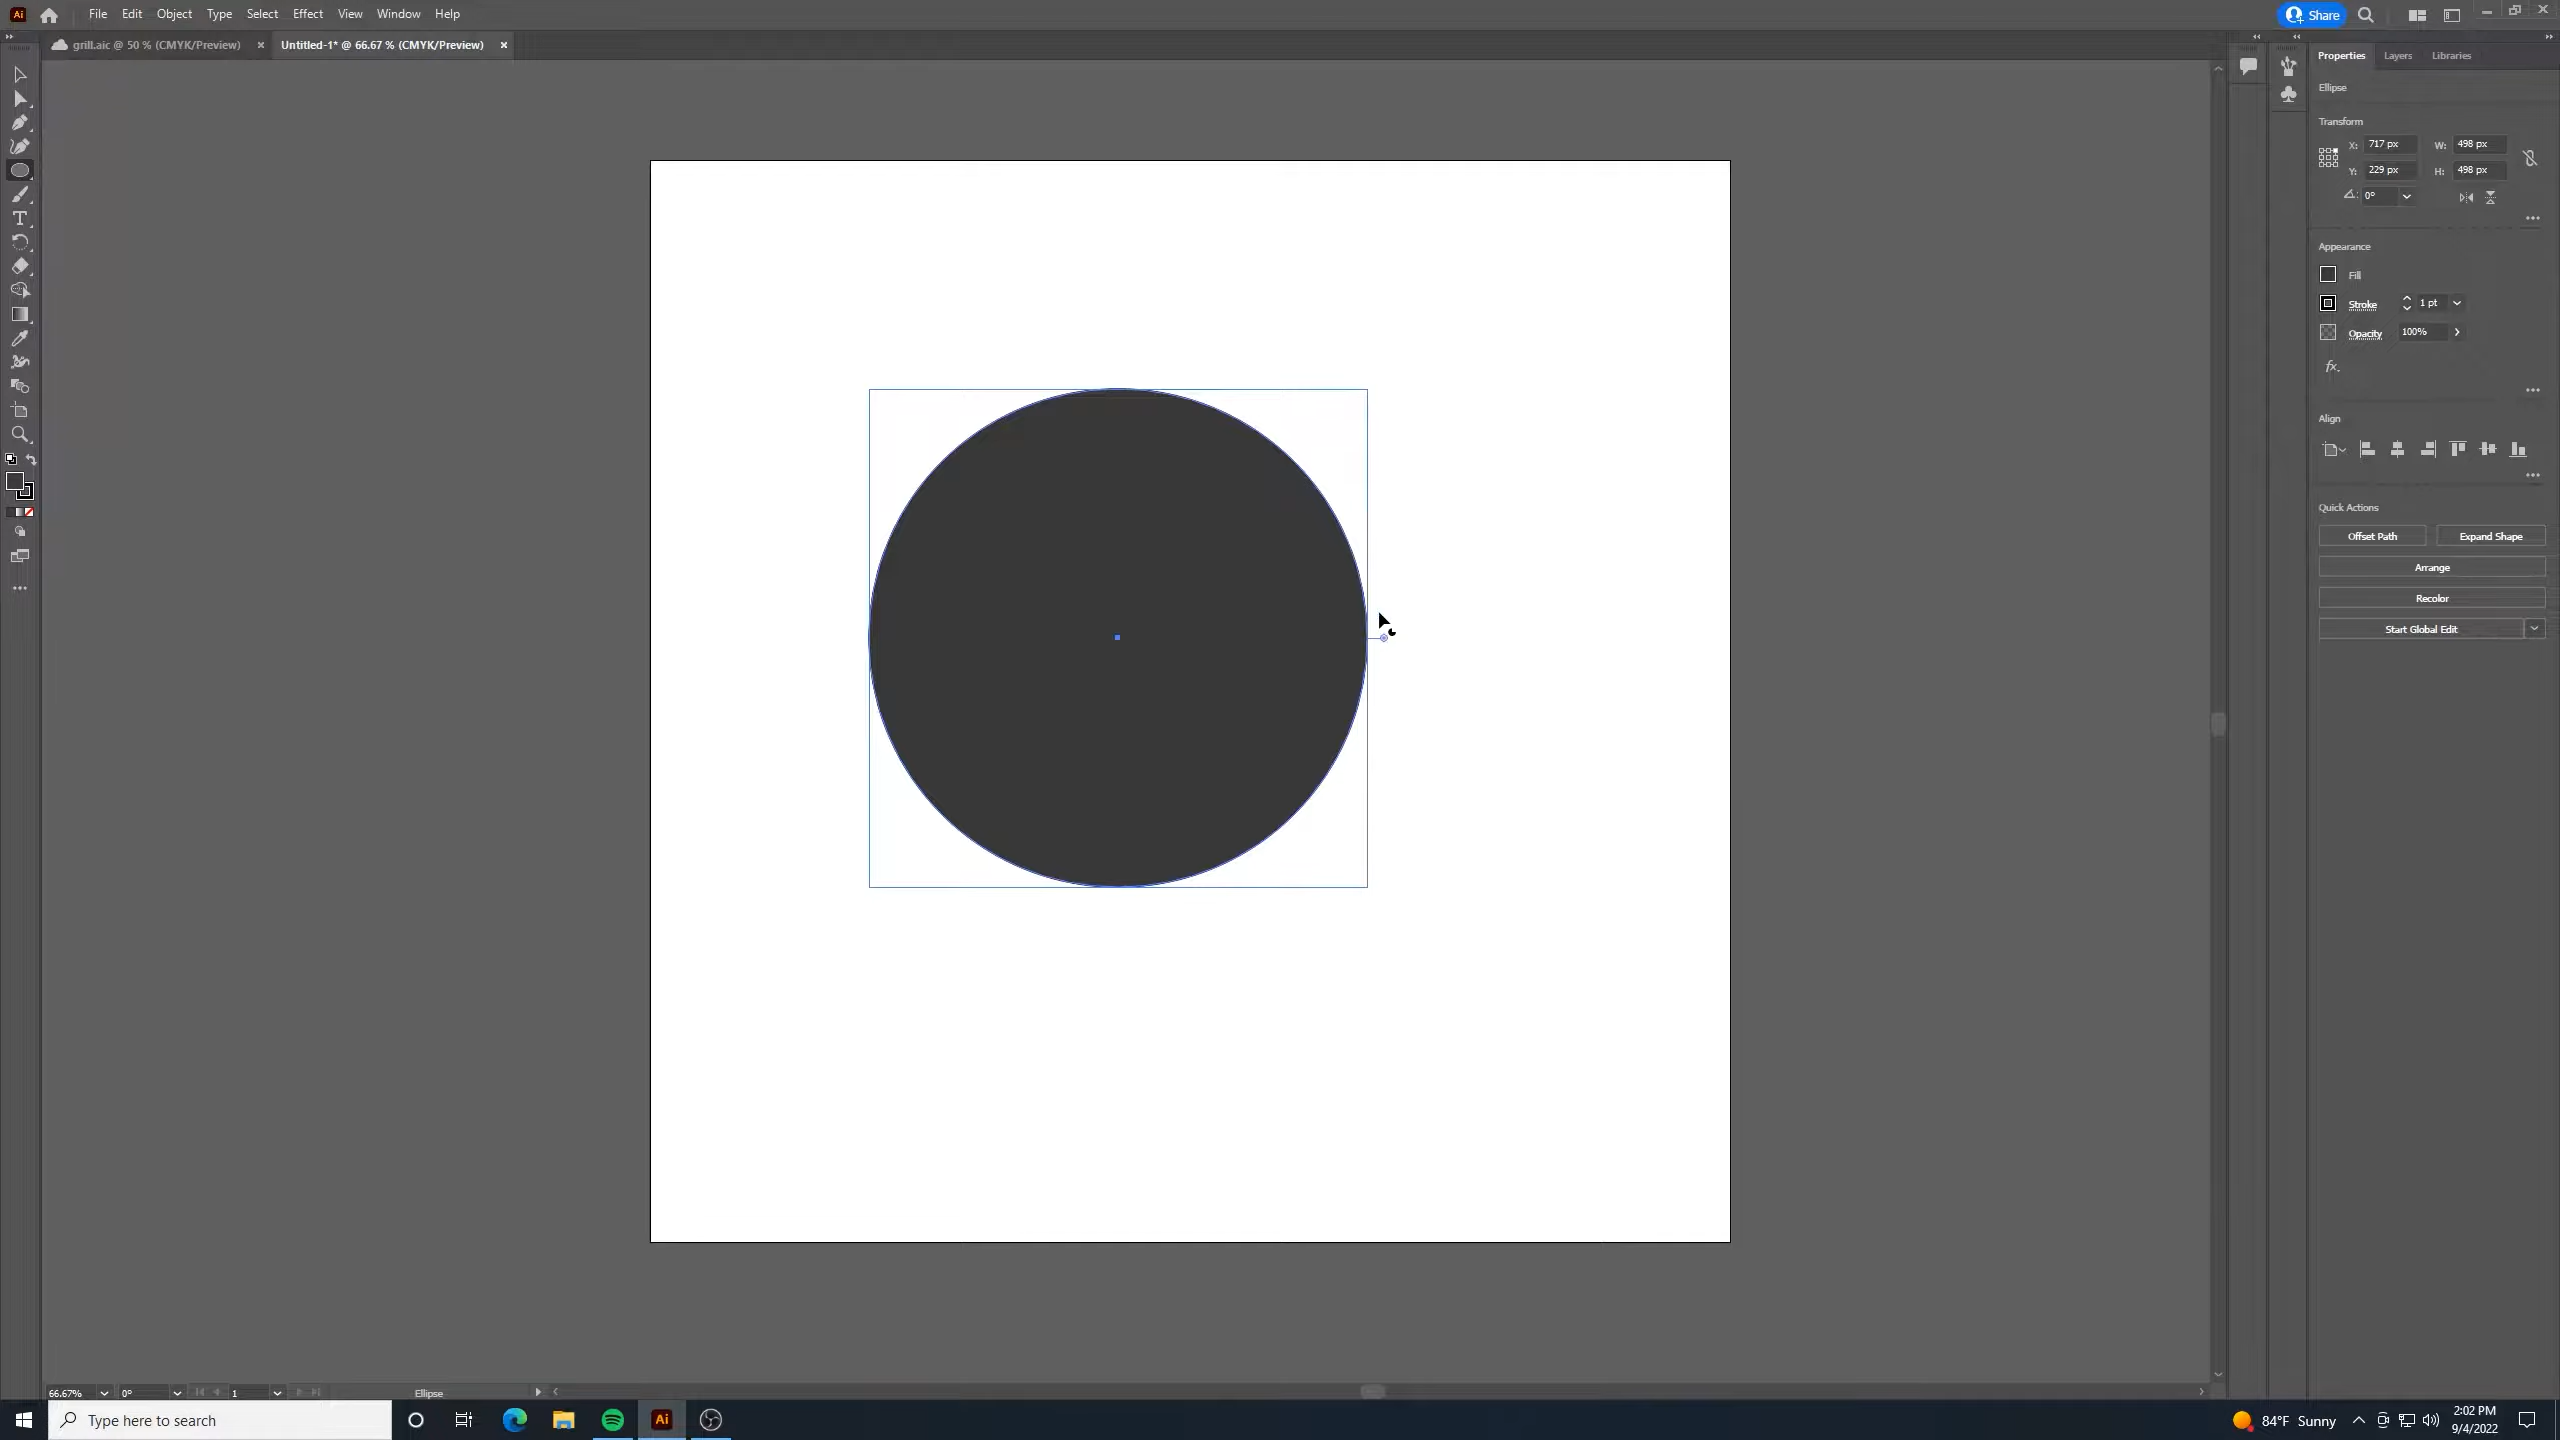 Ai File Edit Object Type Select Effect View Window Help Share
grill.aic @ 50 % (CMYK/Preview) × Untitled-1* @ 66.67 % (CMYK/Preview) ×
Properties Layers Libraries
Ellipse
Transform
X: 717 px W: 498 px
Y: 229 px H: 498 px
0°
Appearance
Fill
Stroke 1 pt
Opacity 100%
fx.
Align
Quick Actions
Offset Path Expand Shape
Arrange
Recolor
Start Global Edit
66.67% 0° 1 Ellipse
Type here to search Ai 84°F Sunny 2:02 PM
9/4/2022